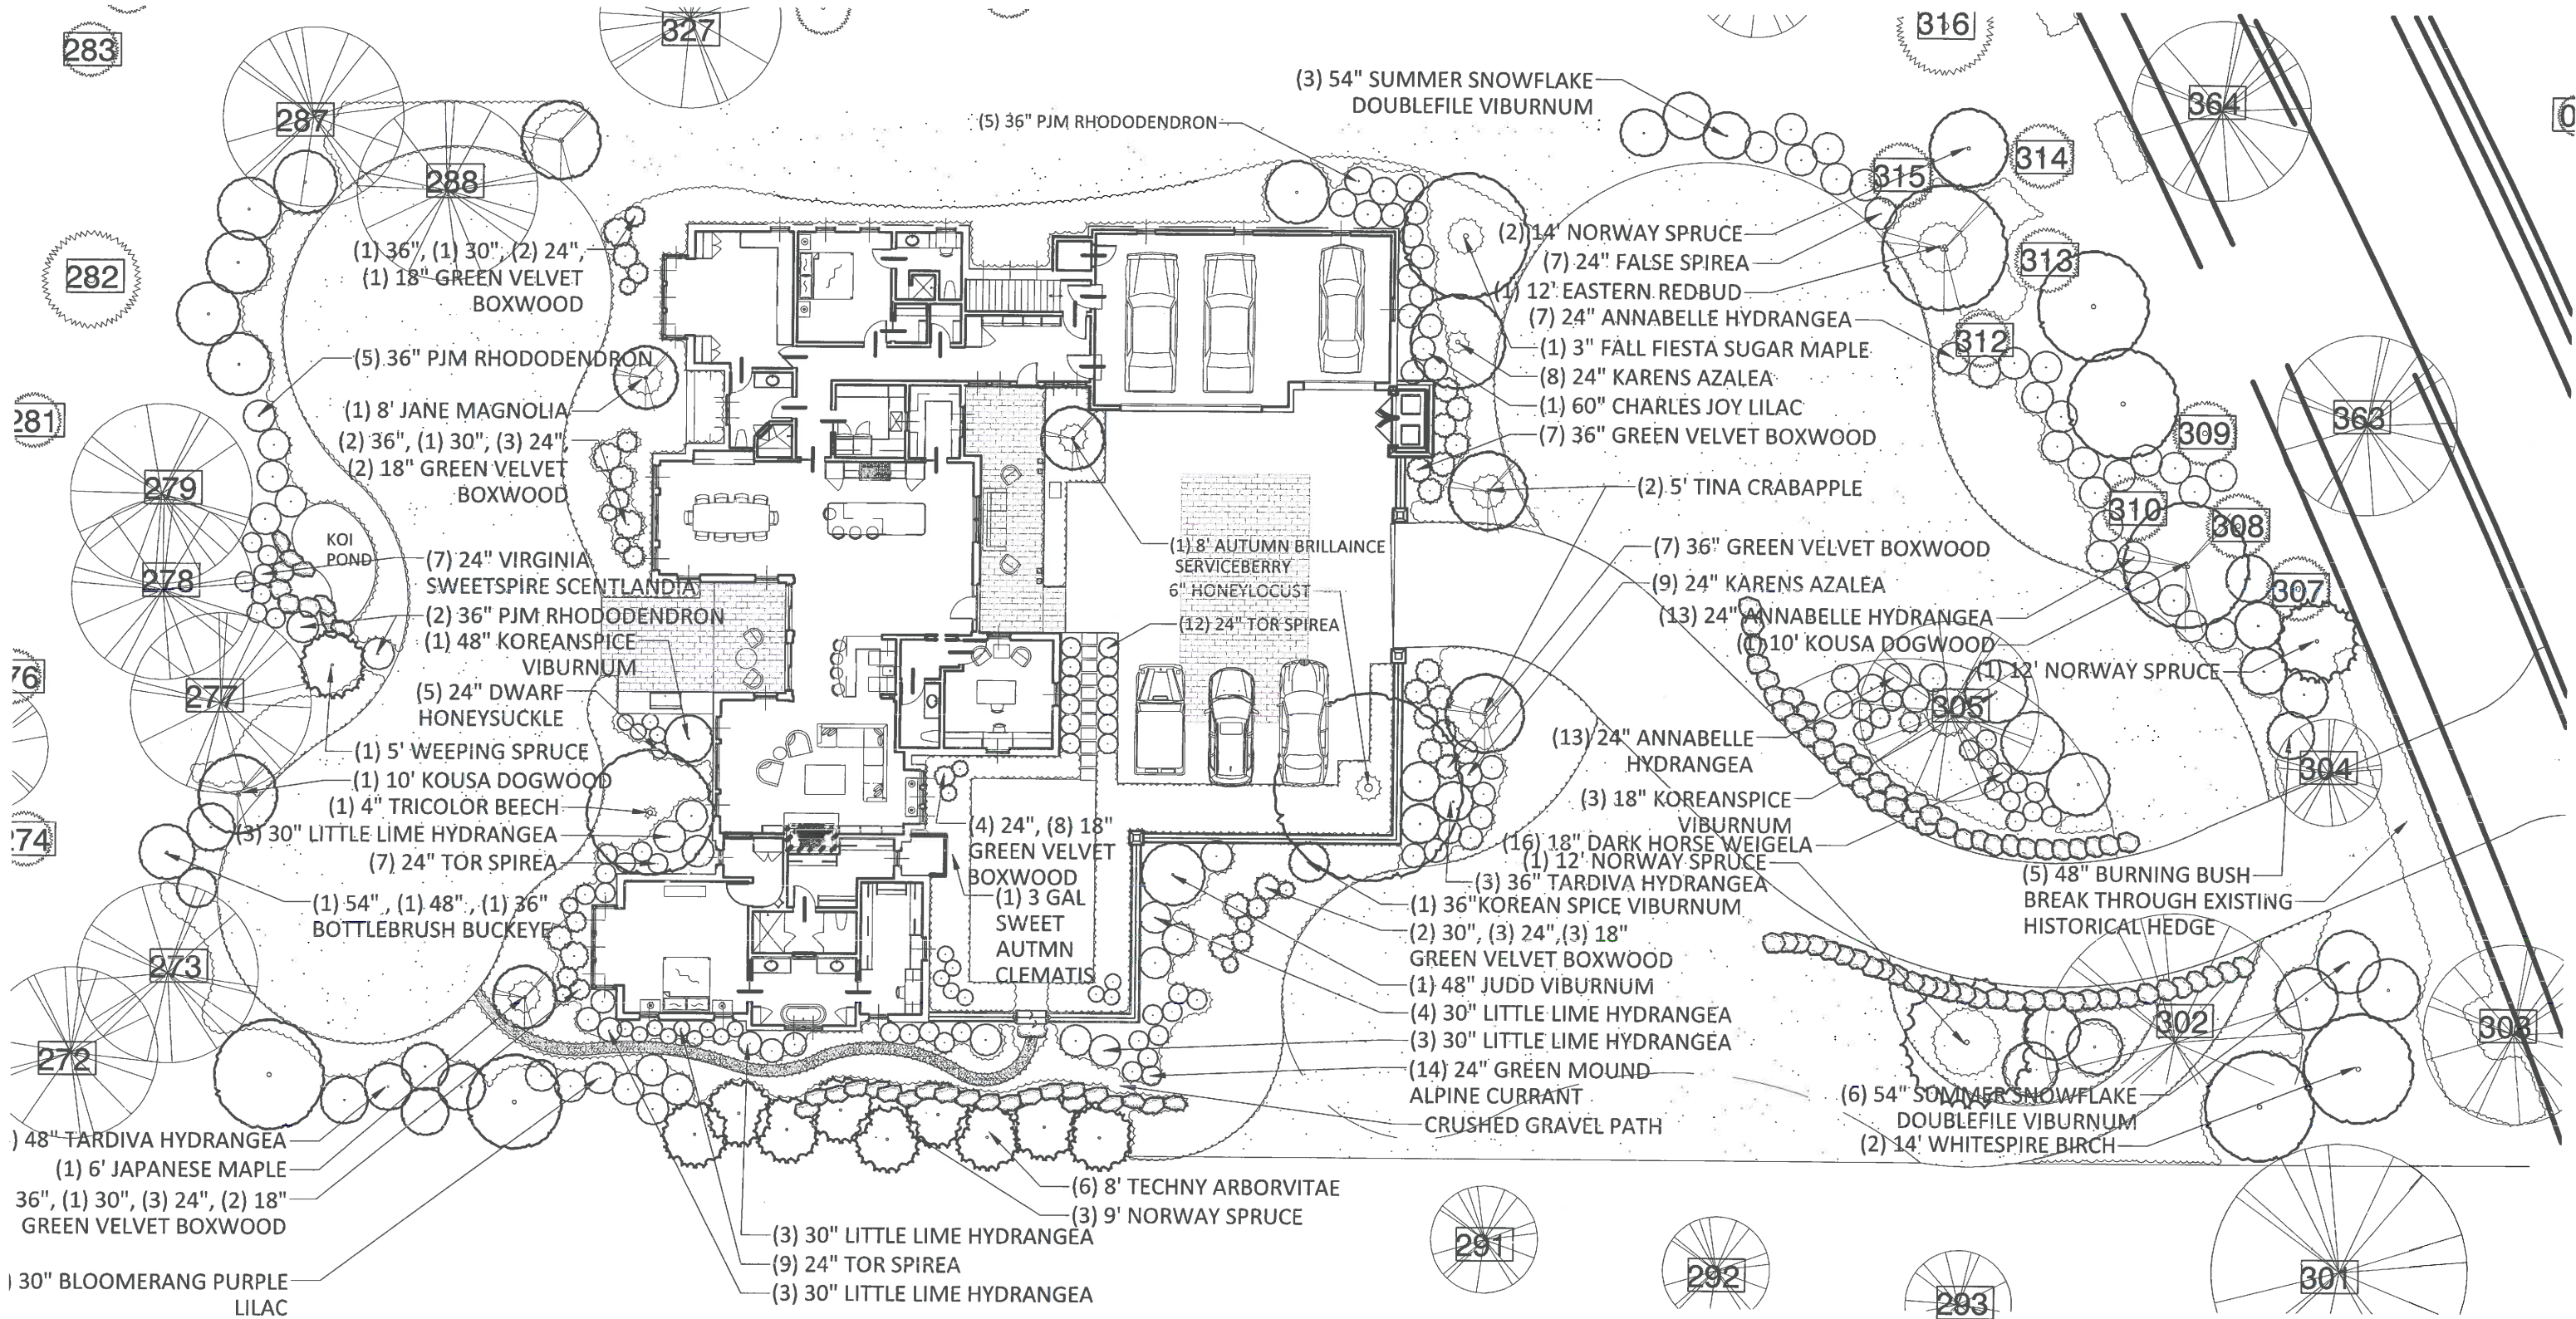 283
327
316
364
287
288
282
281
279
278
277
276
274
273
272
(3) 54" SUMMER SNOWFLAKE
DOUBLEFILE VIBURNUM
(5) 36" PJM RHODODENDRON
315
314
313
312
309
310
308
307
363
(1) 36", (1) 30", (2) 24",
(1) 18" GREEN VELVET
BOXWOOD
(5) 36" PJM RHODODENDRON
(1) 8' JANE MAGNOLIA
(2) 36", (1) 30", (3) 24",
(2) 18" GREEN VELVET
BOXWOOD
KOI
POND
(7) 24" VIRGINIA
SWEETSPIRE SCENTLANDIA
(2) 36" PJM RHODODENDRON
(1) 48" KOREANSPICE
VIBURNUM
(5) 24" DWARF
HONEYSUCKLE
(1) 5' WEEPING SPRUCE
(1) 10' KOUSA DOGWOOD
(1) 4" TRICOLOR BEECH
(3) 30" LITTLE LIME HYDRANGEA
(7) 24" TOR SPIREA
(1) 54", (1) 48", (1) 36"
BOTTLEBRUSH BUCKEYE
) 48" TARDIVA HYDRANGEA
(1) 6' JAPANESE MAPLE
36", (1) 30", (3) 24", (2) 18"
GREEN VELVET BOXWOOD
) 30" BLOOMERANG PURPLE
LILAC
(1) 8' AUTUMN BRILLAINCE
SERVICEBERRY
6" HONEYLOCUST
(12) 24" TOR SPIREA
(4) 24", (8) 18"
GREEN VELVET
BOXWOOD
(1) 3 GAL
SWEET
AUTMN
CLEMATIS
(6) 8' TECHNY ARBORVITAE
(3) 9' NORWAY SPRUCE
(3) 30" LITTLE LIME HYDRANGEA
(9) 24" TOR SPIREA
(3) 30" LITTLE LIME HYDRANGEA
(2) 14' NORWAY SPRUCE
(7) 24" FALSE SPIREA
(1) 12' EASTERN REDBUD
(7) 24" ANNABELLE HYDRANGEA
(1) 3" FALL FIESTA SUGAR MAPLE
(8) 24" KARENS AZALEA
(1) 60" CHARLES JOY LILAC
(7) 36" GREEN VELVET BOXWOOD
(2) 5' TINA CRABAPPLE
(7) 36" GREEN VELVET BOXWOOD
(9) 24" KARENS AZALEA
(13) 24" ANNABELLE HYDRANGEA
(1) 10' KOUSA DOGWOOD
(1) 12' NORWAY SPRUCE
305
304
(13) 24" ANNABELLE
HYDRANGEA
(3) 18" KOREANSPICE
VIBURNUM
(16) 18" DARK HORSE WEIGELA
(1) 12' NORWAY SPRUCE
(3) 36" TARDIVA HYDRANGEA
(1) 36"KOREAN SPICE VIBURNUM
(2) 30", (3) 24",(3) 18"
GREEN VELVET BOXWOOD
(1) 48" JUDD VIBURNUM
(4) 30" LITTLE LIME HYDRANGEA
(3) 30" LITTLE LIME HYDRANGEA
(14) 24" GREEN MOUND
ALPINE CURRANT
CRUSHED GRAVEL PATH
(5) 48" BURNING BUSH
BREAK THROUGH EXISTING
HISTORICAL HEDGE
302
303
(6) 54" SUMMER SNOWFLAKE
DOUBLEFILE VIBURNUM
(2) 14' WHITESPIRE BIRCH
291
292
293
301